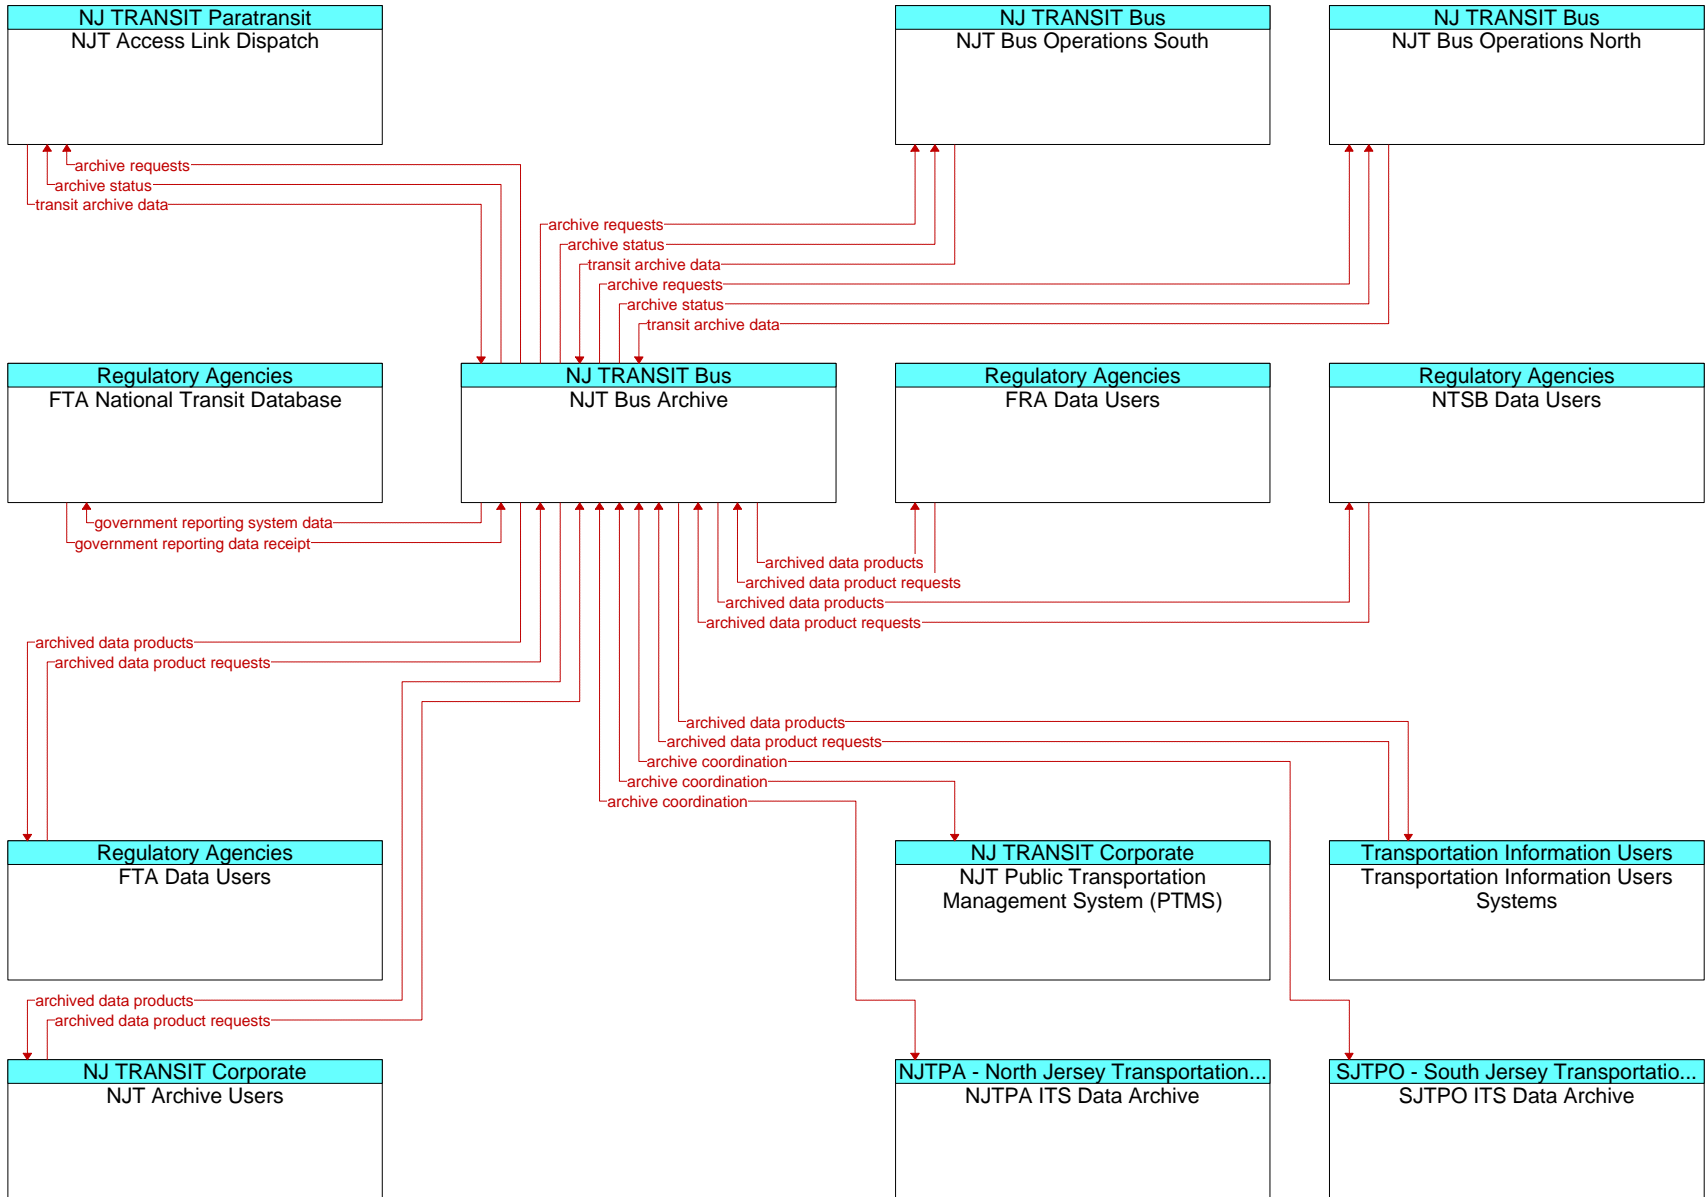 NJ TRANSIT Paratransit
NJT Access Link Dispatch
NJ TRANSIT Bus
NJT Bus Operations South
NJ TRANSIT Bus
NJT Bus Operations North
archive requests
archive status
transit archive data
archive requests
archive status
transit archive data
archive requests
archive status
transit archive data
Regulatory Agencies
FTA National Transit Database
NJ TRANSIT Bus
NJT Bus Archive
Regulatory Agencies
FRA Data Users
Regulatory Agencies
NTSB Data Users
government reporting system data
government reporting data receipt
archived data products
archived data product requests
archived data products
archived data product requests
archived data products
archived data product requests
archived data products
archived data product requests
archive coordination
archive coordination
archive coordination
Regulatory Agencies
FTA Data Users
NJ TRANSIT Corporate
NJT Public Transportation
Management System (PTMS)
Transportation Information Users
Transportation Information Users
Systems
archived data products
archived data product requests
NJ TRANSIT Corporate
NJT Archive Users
NJTPA - North Jersey Transportation...
NJTPA ITS Data Archive
SJTPO - South Jersey Transportatio...
SJTPO ITS Data Archive